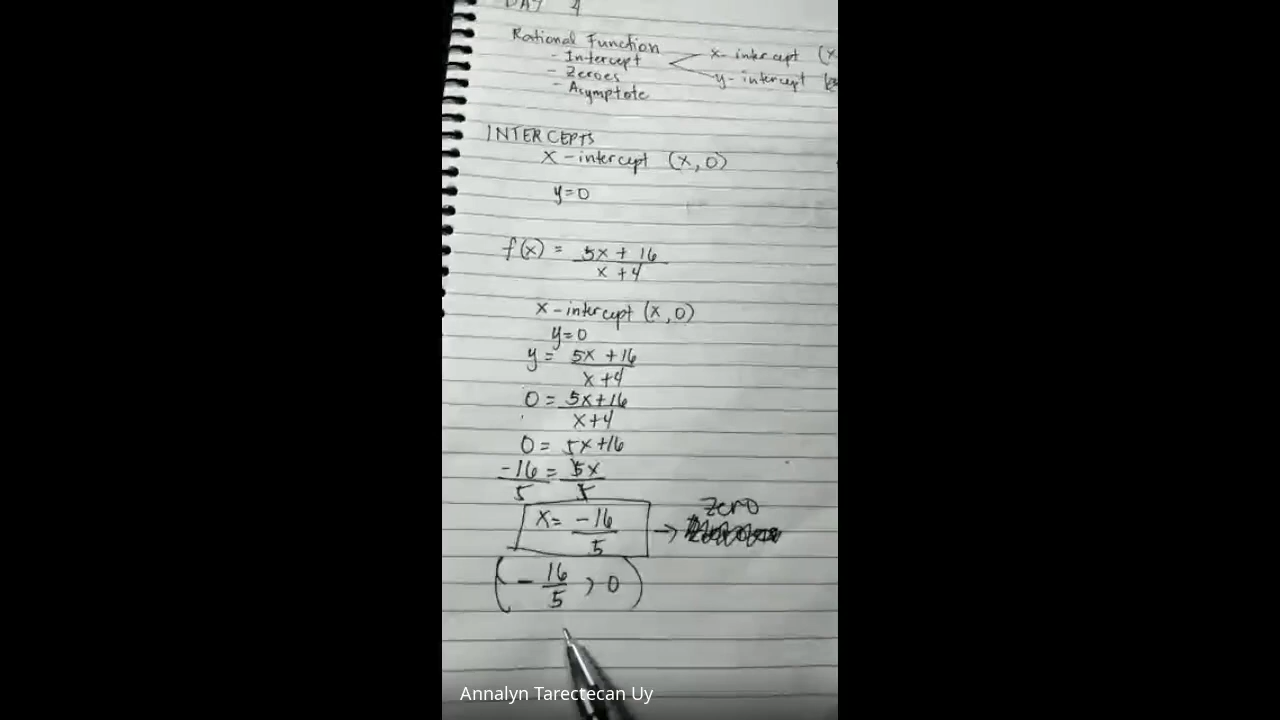 DAY 4
Rational Function
- Intercept
- Zeroes
- Asymptote
x-intercept (x
y-intercept
INTERCEPTS
x-intercept (x,0)
y=0
f(x) = 5x + 16
x + 4
x-intercept (x,0)
y=0
y = 5x + 16
x + 4
0 = 5x+16
x+4
0 = 5x+16
-16 = 5x
5 5
x = -16
5
→ zero
(-16/5, 0)
Annalyn Tarectecan Uy